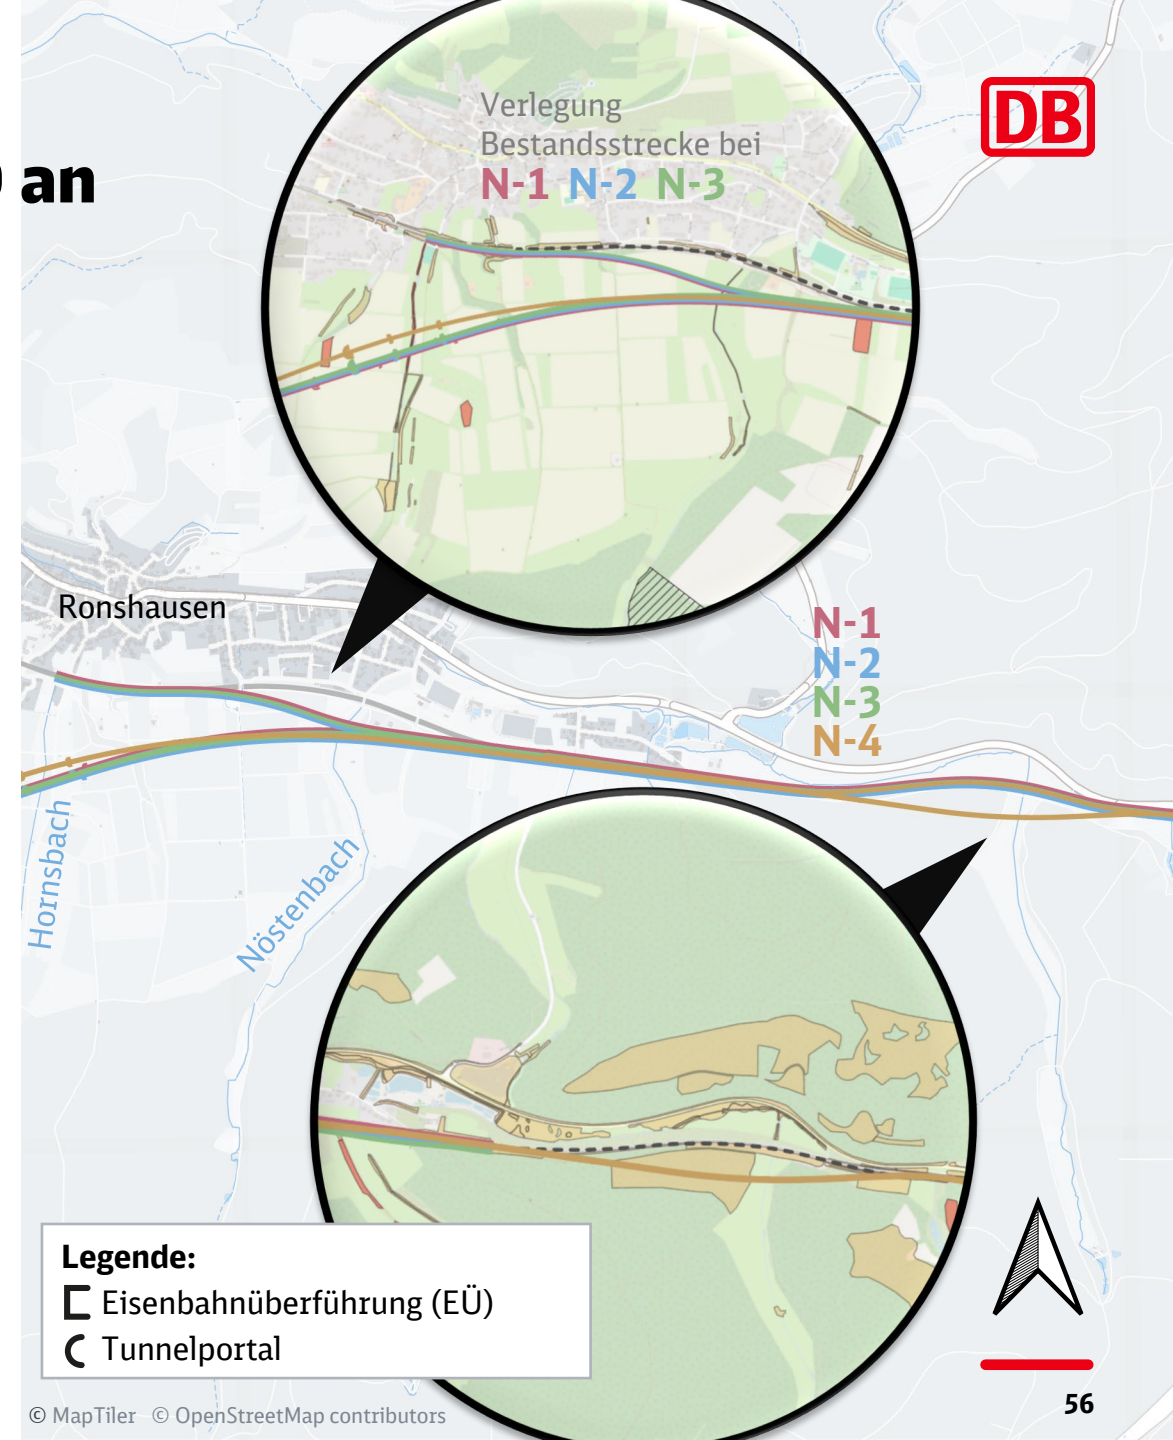 an
Verlegung
Bestandsstrecke bei
N-1 N-2 N-3
DB
Ronshausen
N-1
N-2
N-3
N-4
Hornsbach
Nöstenbach
Legende:
Eisenbahnüberführung (EÜ)
Tunnelportal
© MapTiler © OpenStreetMap contributors
56